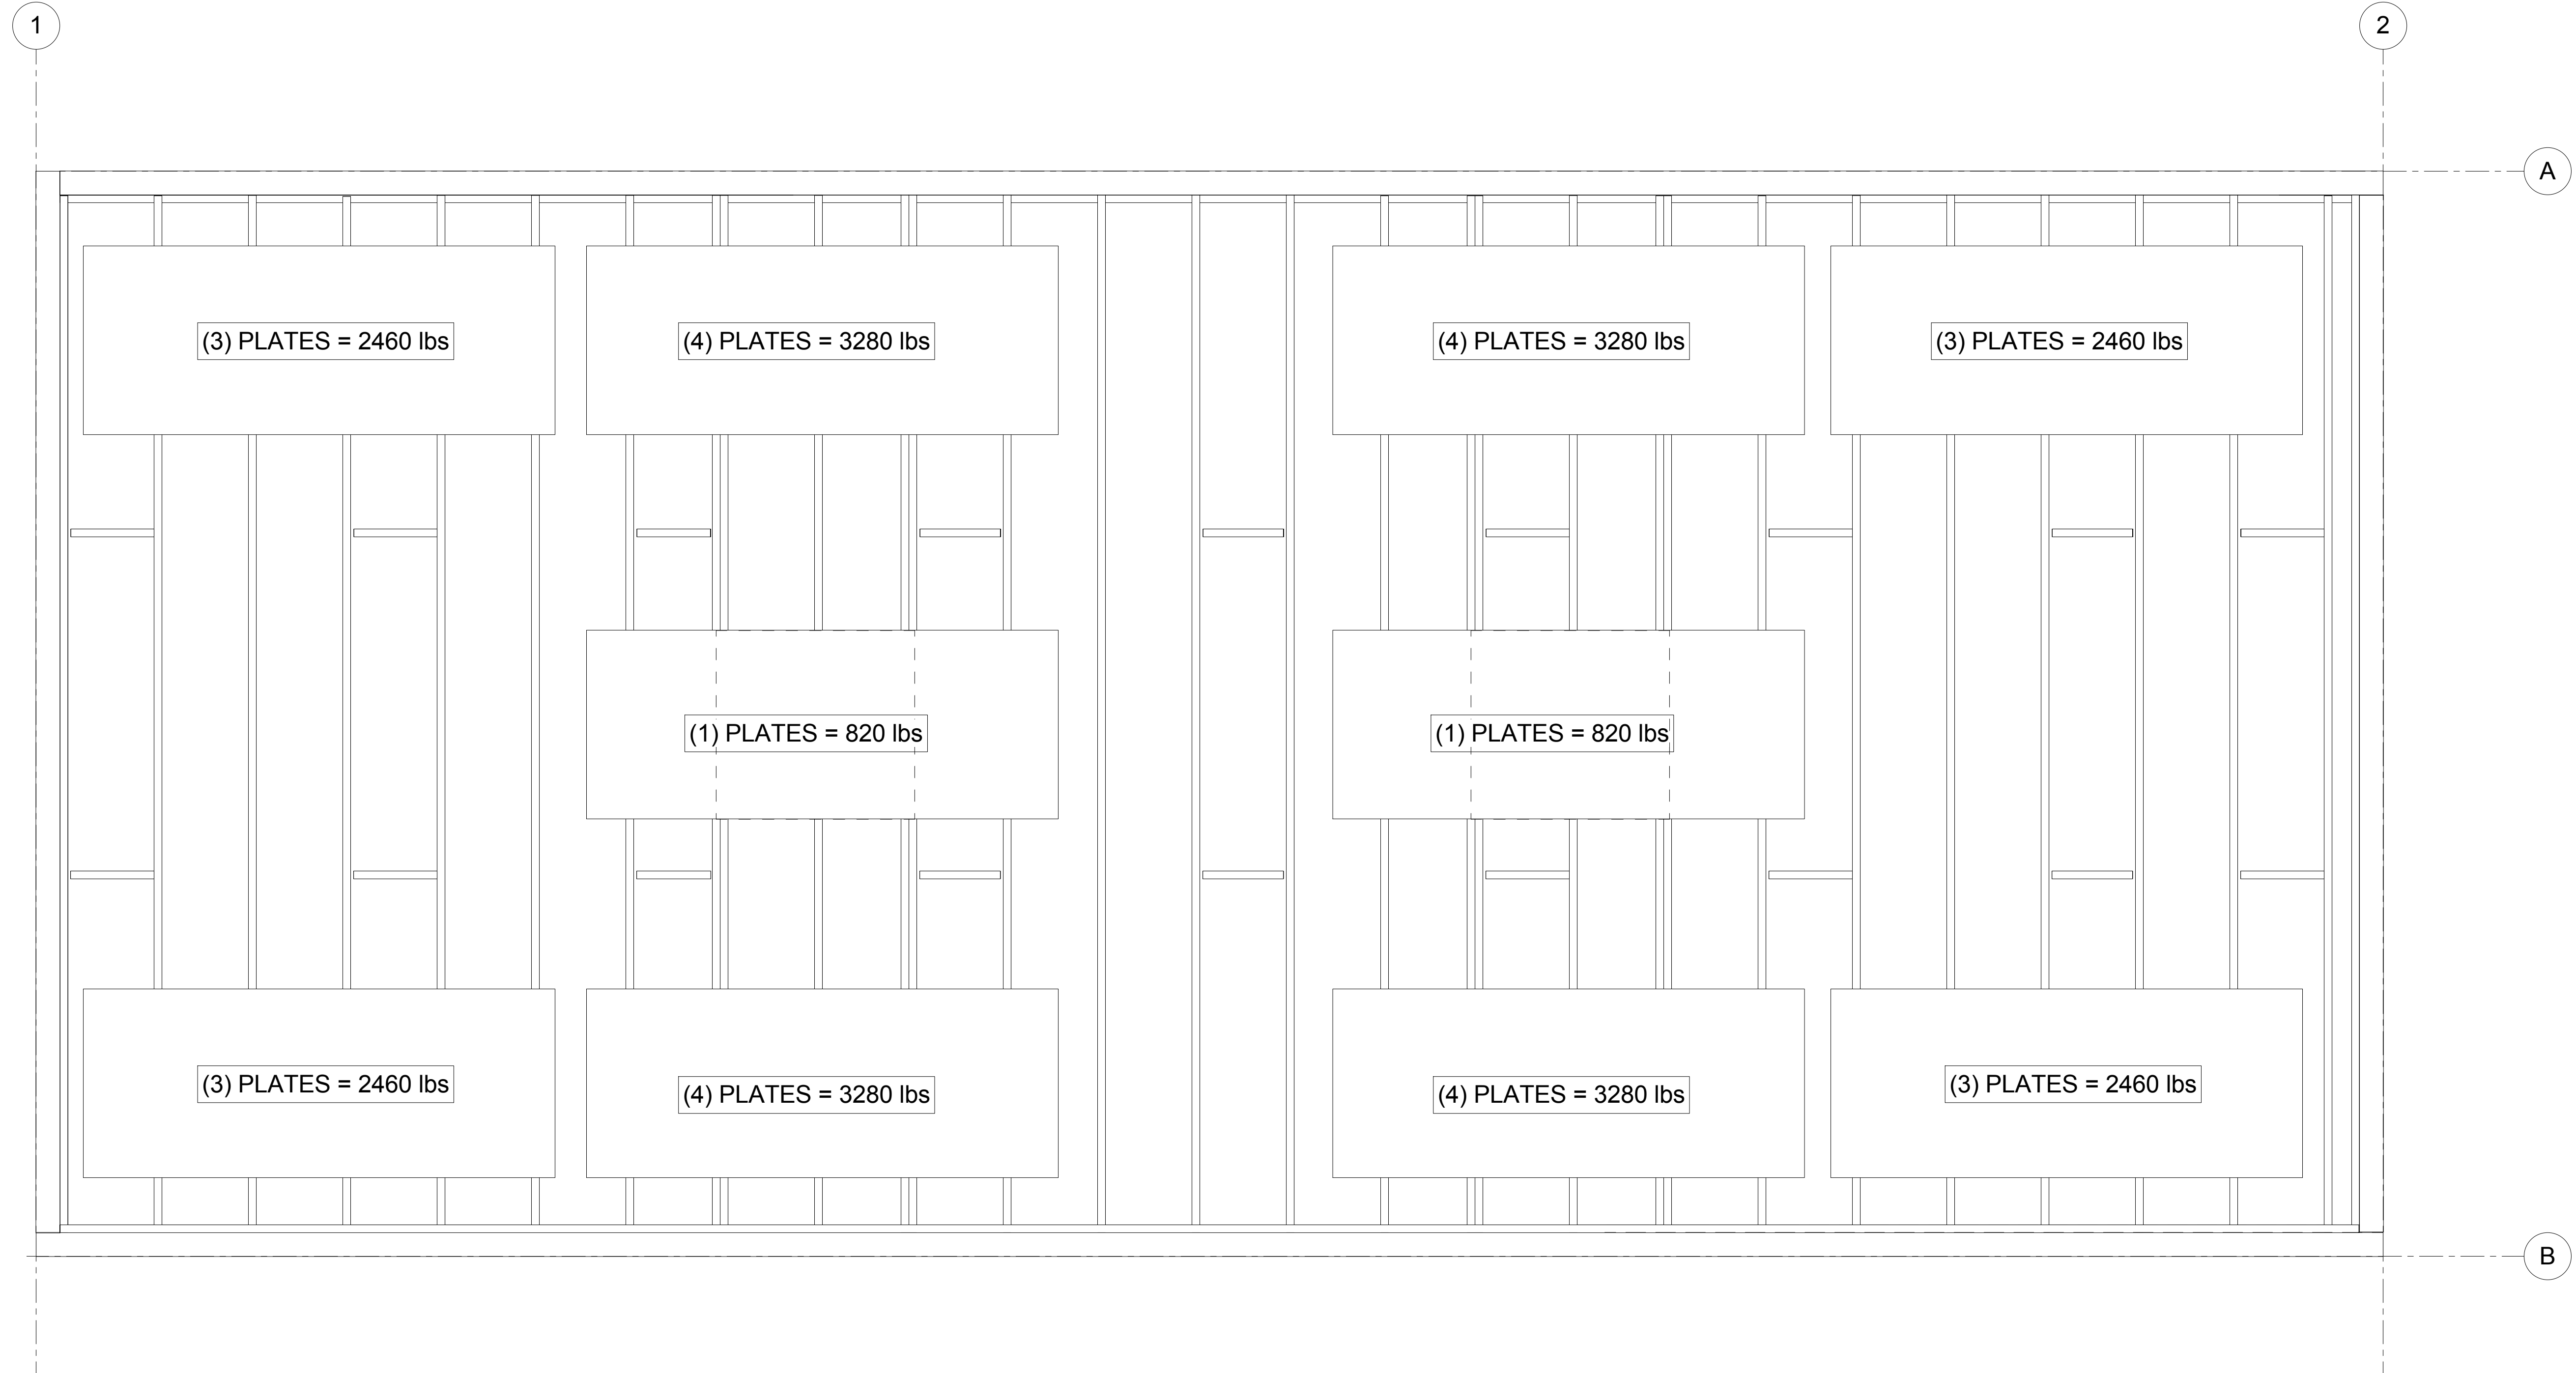 1
2
A
(3) PLATES = 2460 lbs
(4) PLATES = 3280 lbs
(4) PLATES = 3280 lbs
(3) PLATES = 2460 lbs
(1) PLATES = 820 lbs
(1) PLATES = 820 lbs
(3) PLATES = 2460 lbs
(4) PLATES = 3280 lbs
(4) PLATES = 3280 lbs
(3) PLATES = 2460 lbs
B